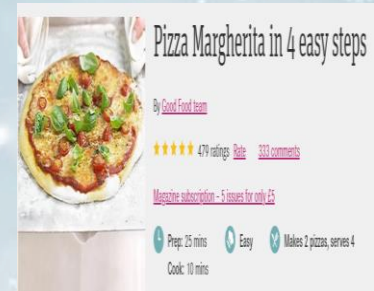 Pizza Margherita in 4 easy steps
By Good Food team
479 ratings Rate 333 comments
Magazine subscription - 5 issues for only £5
Prep: 25 mins Easy Makes 2 pizzas, serves 4
Cook: 10 mins